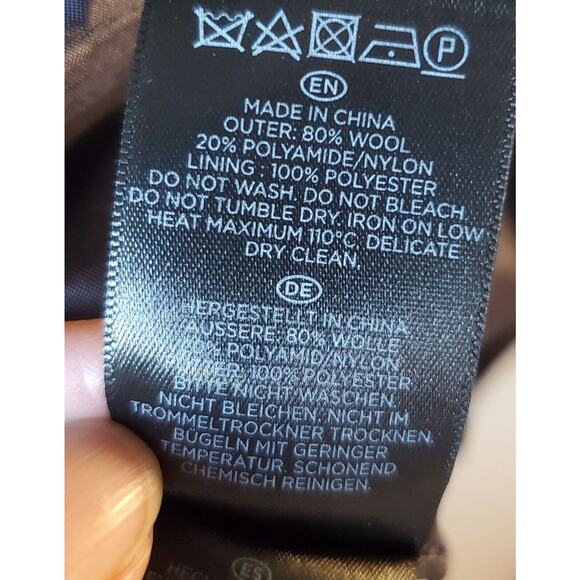 P
EN
MADE IN CHINA
OUTER: 80% WOOL
20% POLYAMIDE/NYLON
LINING : 100% POLYESTER
DO NOT WASH. DO NOT BLEACH.
DO NOT TUMBLE DRY. IRON ON LOW
HEAT MAXIMUM 110°C. DELICATE
DRY CLEAN.
DE
HERGESTELLT IN CHINA
ÄUSSERE: 80% WOLLE
POLYAMID/NYLON
100% POLYESTER
BITTE NICHT WASCHEN.
NICHT BLEICHEN. NICHT IM
TROMMELTROCKNER TROCKNEN.
BÜGELN MIT GERINGER
TEMPERATUR. SCHONEND
CHEMISCH REINIGEN.
ES